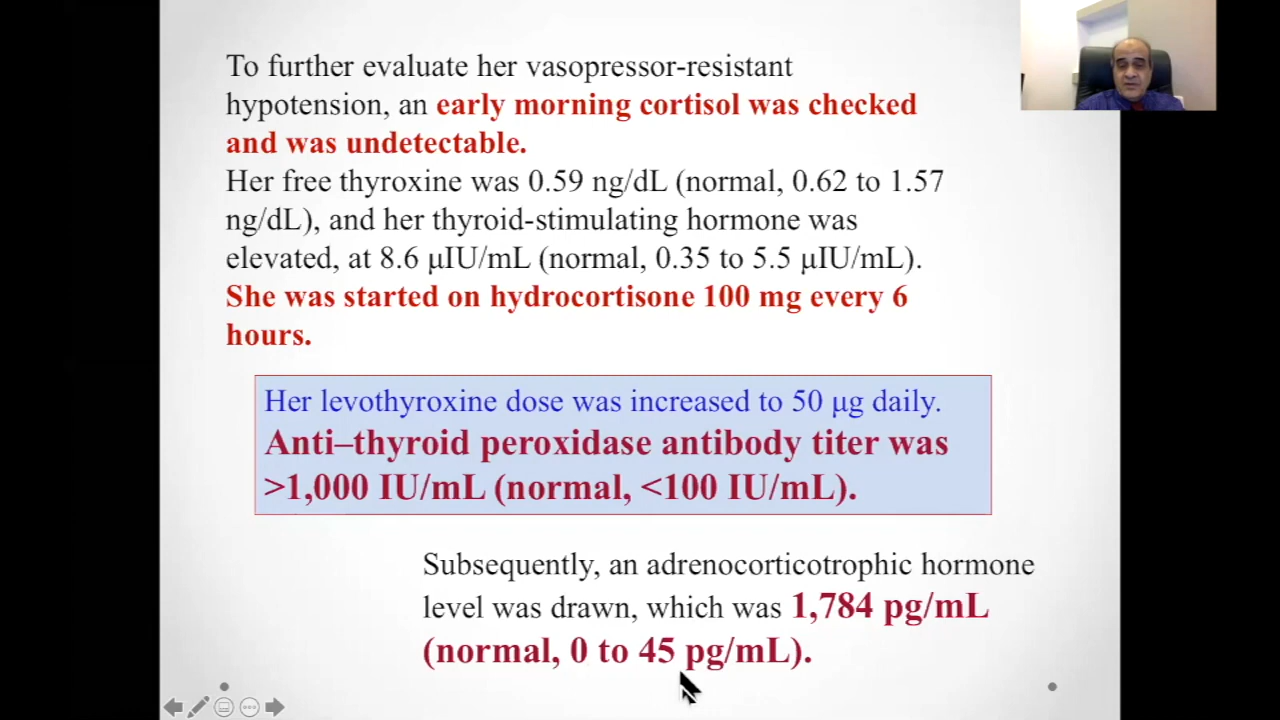 To further evaluate her vasopressor-resistant
hypotension, an early morning cortisol was checked
and was undetectable.
Her free thyroxine was 0.59 ng/dL (normal, 0.62 to 1.57
ng/dL), and her thyroid-stimulating hormone was
elevated, at 8.6 μIU/mL (normal, 0.35 to 5.5 μIU/mL).
She was started on hydrocortisone 100 mg every 6
hours.
Her levothyroxine dose was increased to 50 μg daily.
Anti–thyroid peroxidase antibody titer was
>1,000 IU/mL (normal, <100 IU/mL).
Subsequently, an adrenocorticotrophic hormone
level was drawn, which was 1,784 pg/mL
(normal, 0 to 45 pg/mL).